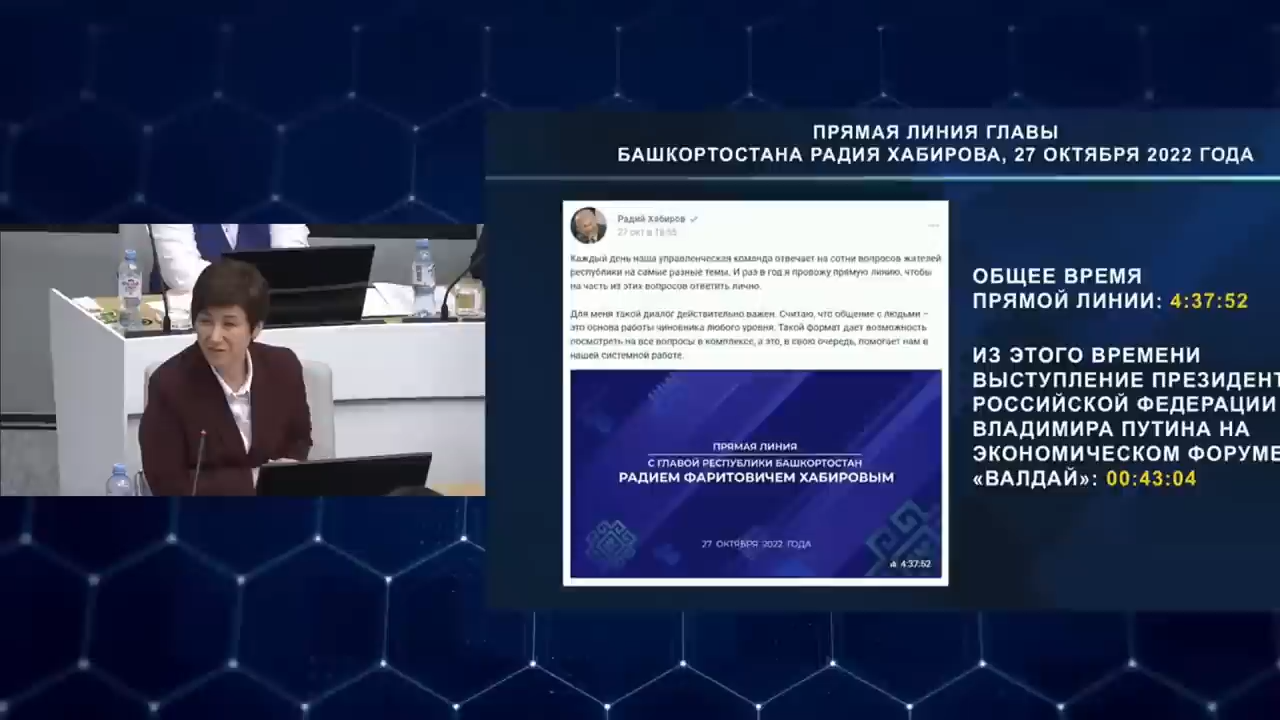 ПРЯМАЯ ЛИНИЯ ГЛАВЫ
БАШКОРТОСТАНА РАДИЯ ХАБИРОВА, 27 ОКТЯБРЯ 2022 ГОДА
Радий Хабиров
27 окт в 18:55
Каждый день наша управленческая команда отвечает на сотни вопросов жителей
республики на самые разные темы. И раз в год я провожу прямую линию, чтобы
на часть из этих вопросов ответить лично.
Для меня такой диалог действительно важен. Считаю, что общение с людьми –
это основа работы чиновника любого уровня. Такой формат дает возможность
посмотреть на все вопросы в комплексе, а это, в свою очередь, помогает нам в
нашей системной работе.
ПРЯМАЯ ЛИНИЯ
С ГЛАВОЙ РЕСПУБЛИКИ БАШКОРТОСТАН
РАДИЕМ ФАРИТОВИЧЕМ ХАБИРОВЫМ
27 ОКТЯБРЯ 2022 ГОДА
4:37:52
ОБЩЕЕ ВРЕМЯ
ПРЯМОЙ ЛИНИИ: 4:37:52
ИЗ ЭТОГО ВРЕМЕНИ
ВЫСТУПЛЕНИЕ ПРЕЗИДЕНТ
РОССИЙСКОЙ ФЕДЕРАЦИИ
ВЛАДИМИРА ПУТИНА НА
ЭКОНОМИЧЕСКОМ ФОРУМЕ
«ВАЛДАЙ»: 00:43:04